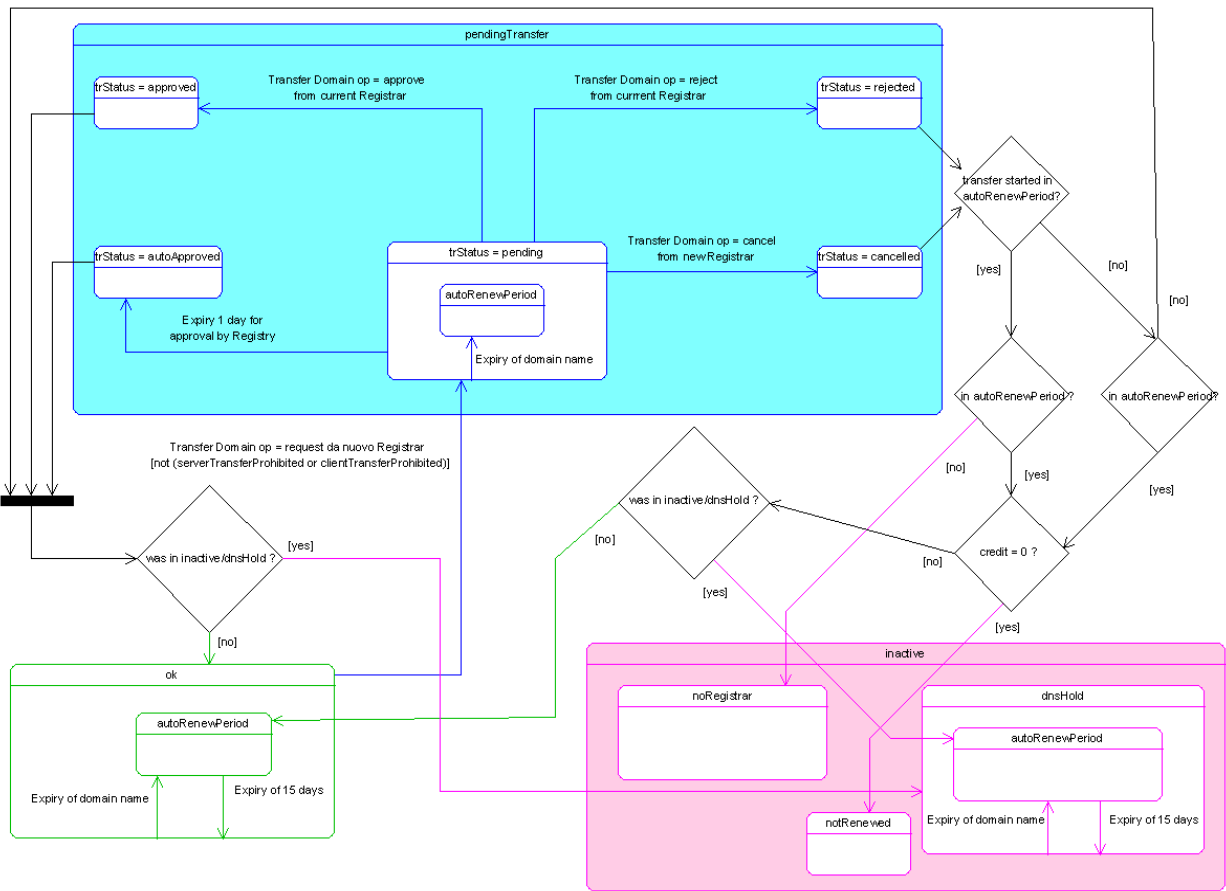 pendingTransfer
trStatus = approved
Transfer Domain op = approve
from current Registrar
Transfer Domain op = reject
from currrent Registrar
trStatus = rejected
transfer started in
autoRenewPeriod?
trStatus = autoApproved
trStatus = pending
Transfer Domain op = cancel
from new Registrar
trStatus = cancelled
[yes]
[no]
[no]
autoRenewPeriod
Expiry 1 day for
approval by Registry
Expiry of domain name
in autoRenewPeriod ?
in autoRenewPeriod?
Transfer Domain op = request da nuovo Registrar
[not (serverTransferProhibited or clientTransferProhibited)]
[no]
[yes]
[yes]
was in inactive/dnsHold ?
was in inactive/dnsHold ?
[yes]
[no]
credit = 0 ?
[no]
[yes]
[yes]
[no]
ok
inactive
noRegistrar
dnsHold
autoRenewPeriod
autoRenewPeriod
Expiry of domain name
Expiry of 15 days
notRenewed
Expiry of domain name
Expiry of 15 days